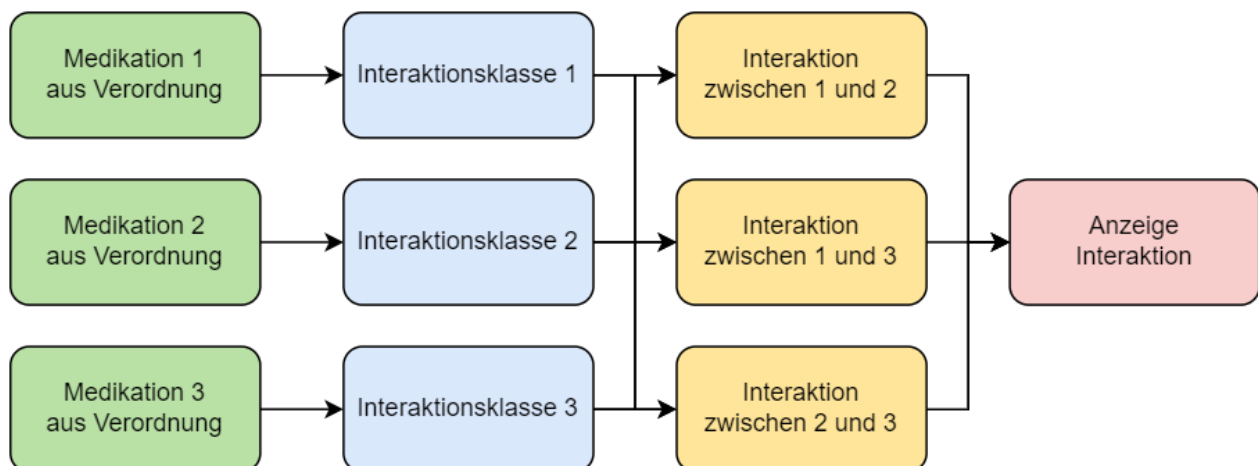 Medikation 1
aus Verordnung
Interaktionsklasse 1
Interaktion
zwischen 1 und 2
Medikation 2
aus Verordnung
Interaktionsklasse 2
Interaktion
zwischen 1 und 3
Anzeige
Interaktion
Medikation 3
aus Verordnung
Interaktionsklasse 3
Interaktion
zwischen 2 und 3